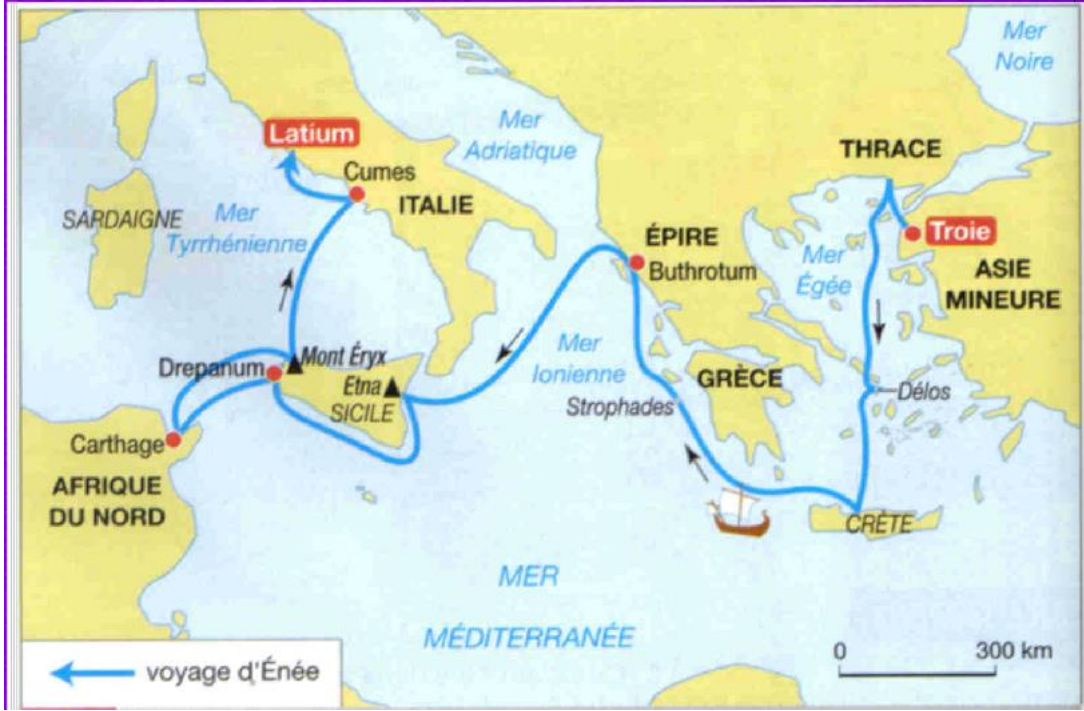 Mer
Noire
Latium
Mer
Adriatique
THRACE
Cumes
ITALIE
SARDAIGNE
Mer
Tyrrhénienne
ÉPIRE
Buthrotum
Troie
Mer
Égée
ASIE
MINEURE
Drepanum
Mont Éryx
Etna
SICILE
Mer
Ionienne
GRÈCE
Strophades
Délos
Carthage
AFRIQUE
DU NORD
CRÈTE
MER
MÉDITERRANÉE
voyage d'Énée
0 300 km